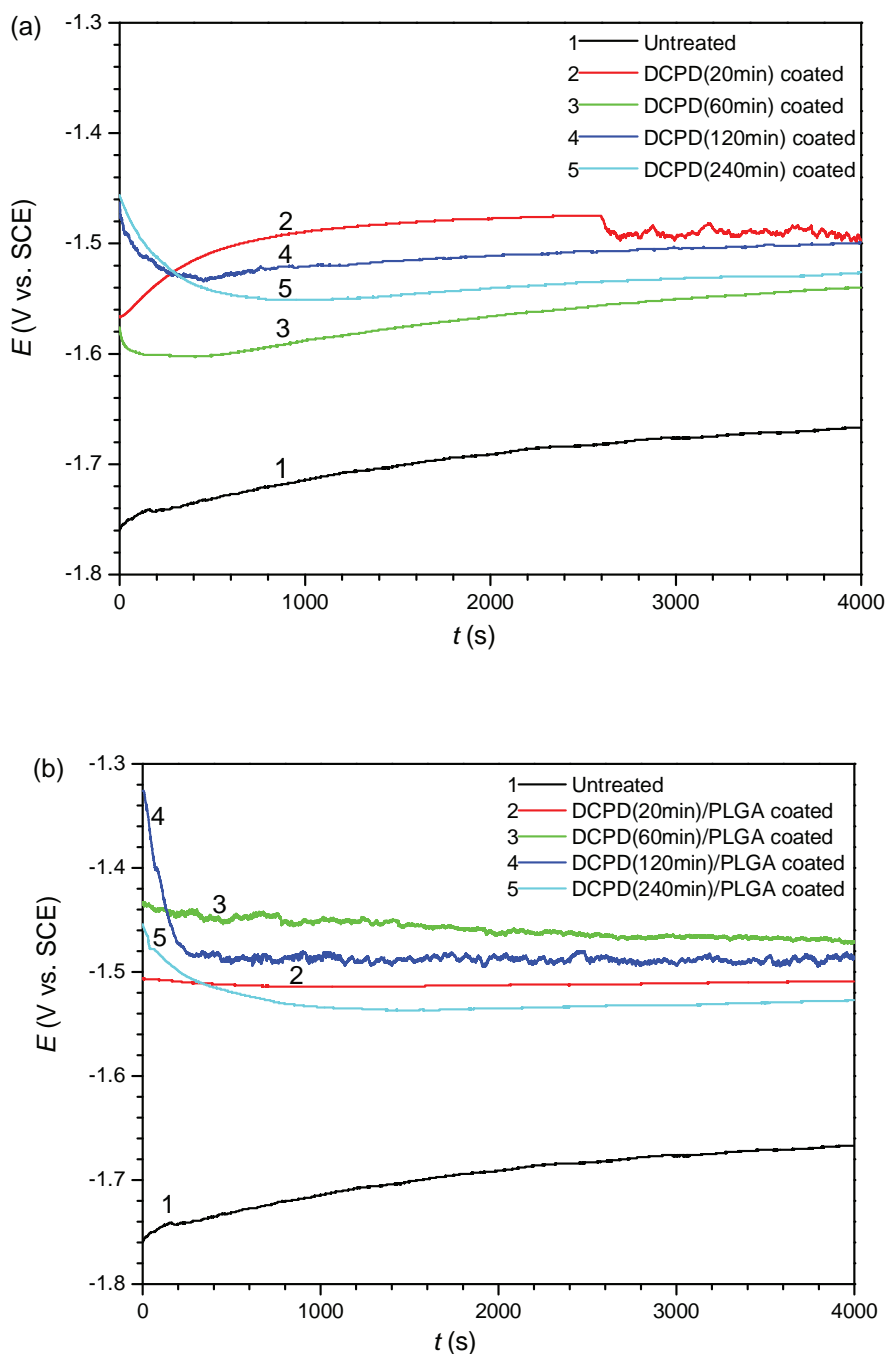 (a)
-1.3
-1.4
-1.5
-1.6
-1.7
-1.8
E (V vs. SCE)
1 Untreated
2 DCPD(20min) coated
3 DCPD(60min) coated
4 DCPD(120min) coated
5 DCPD(240min) coated
2
4
5
3
1
0 1000 2000 3000 4000
t (s)
(b)
-1.3
-1.4
-1.5
-1.6
-1.7
-1.8
E (V vs. SCE)
1 Untreated
2 DCPD(20min)/PLGA coated
3 DCPD(60min)/PLGA coated
4 DCPD(120min)/PLGA coated
5 DCPD(240min)/PLGA coated
4
3
5
2
1
0 1000 2000 3000 4000
t (s)